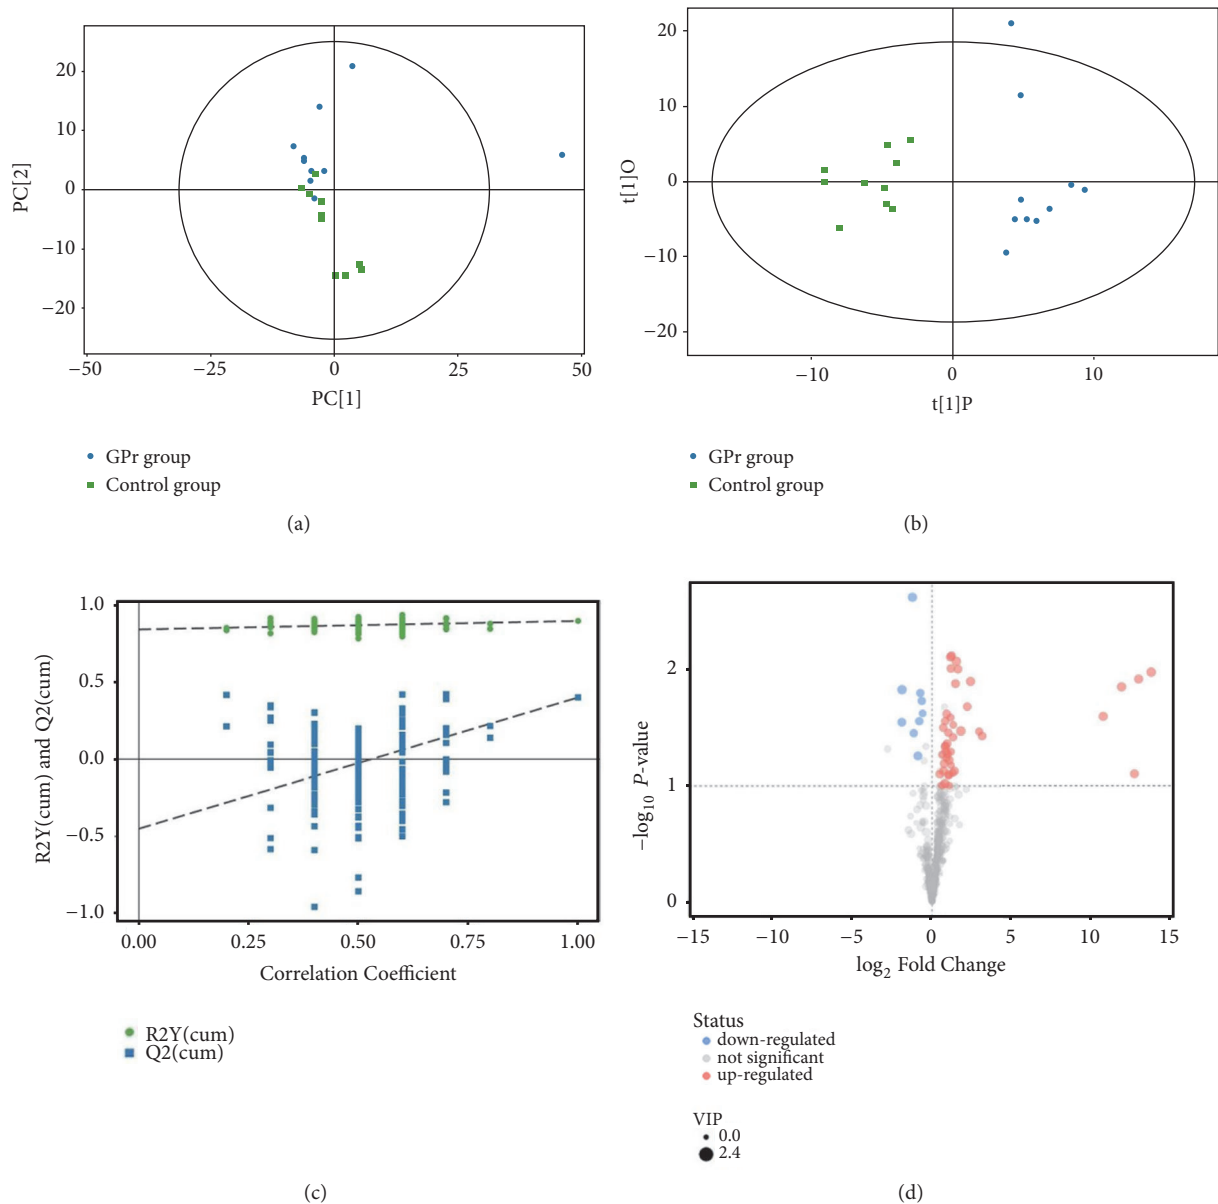 20
10
0
−10
−20
PC[2]
−50
−25
0
25
50
PC[1]
GPr group
Control group
(a)
20
10
0
−10
−20
t[1]O
−10
0
10
t[1]P
GPr group
Control group
(b)
1.0
0.5
0.0
−0.5
−1.0
R2Y(cum) and Q2(cum)
0.00
0.25
0.50
0.75
1.00
Correlation Coefficient
R2Y(cum)
Q2(cum)
(c)
2
1
0
−log10 P-value
−15
−10
−5
0
5
10
15
log2 Fold Change
Status
down-regulated
not significant
up-regulated
VIP
0.0
2.4
(d)